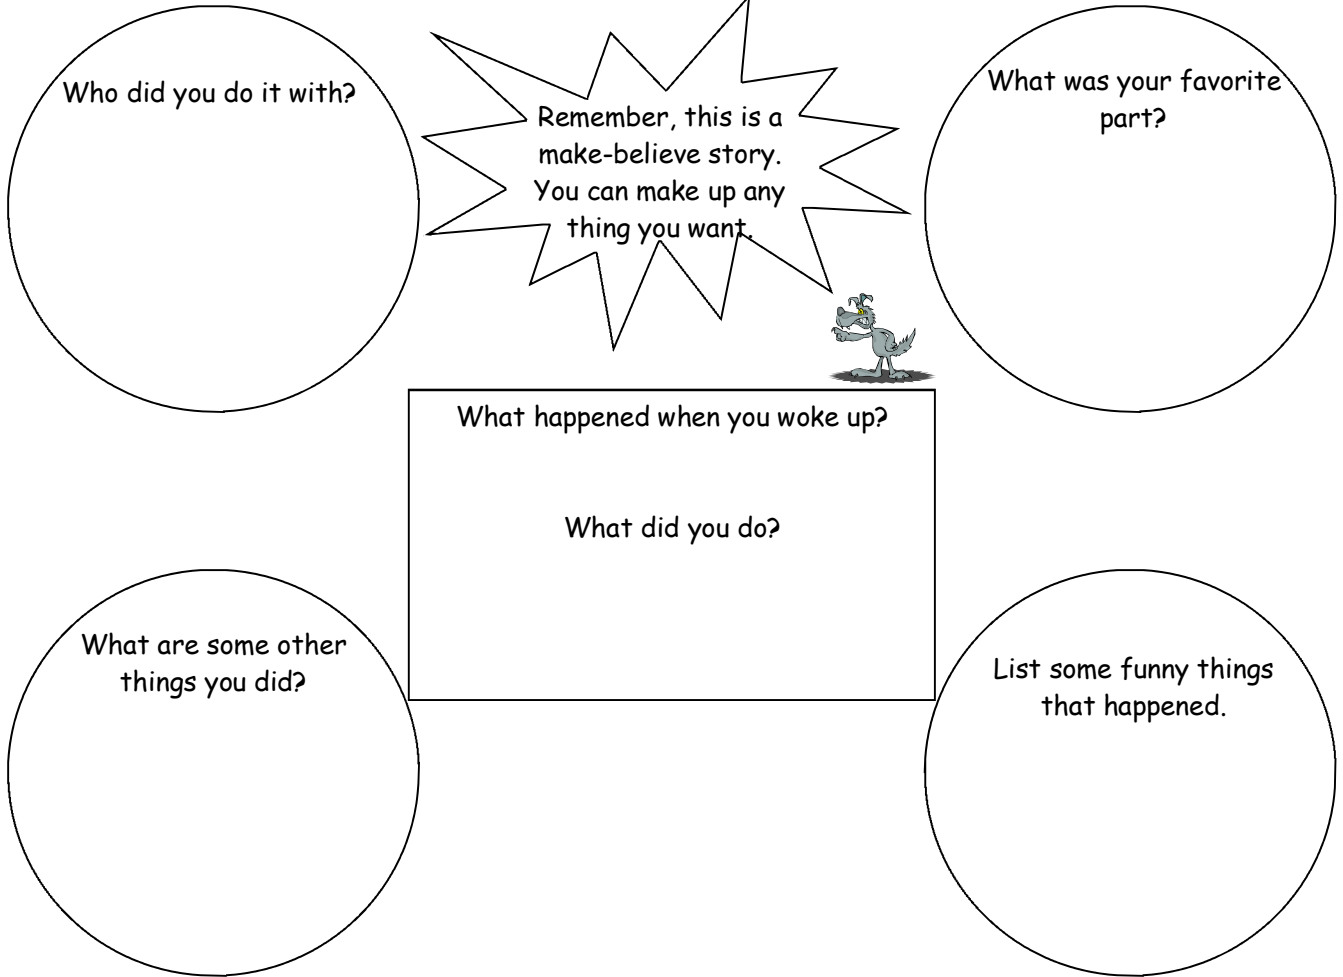 Who did you do it with?
Remember, this is a
make-believe story.
You can make up any
thing you want.
What was your favorite
part?
What happened when you woke up?
What did you do?
What are some other
things you did?
List some funny things
that happened.